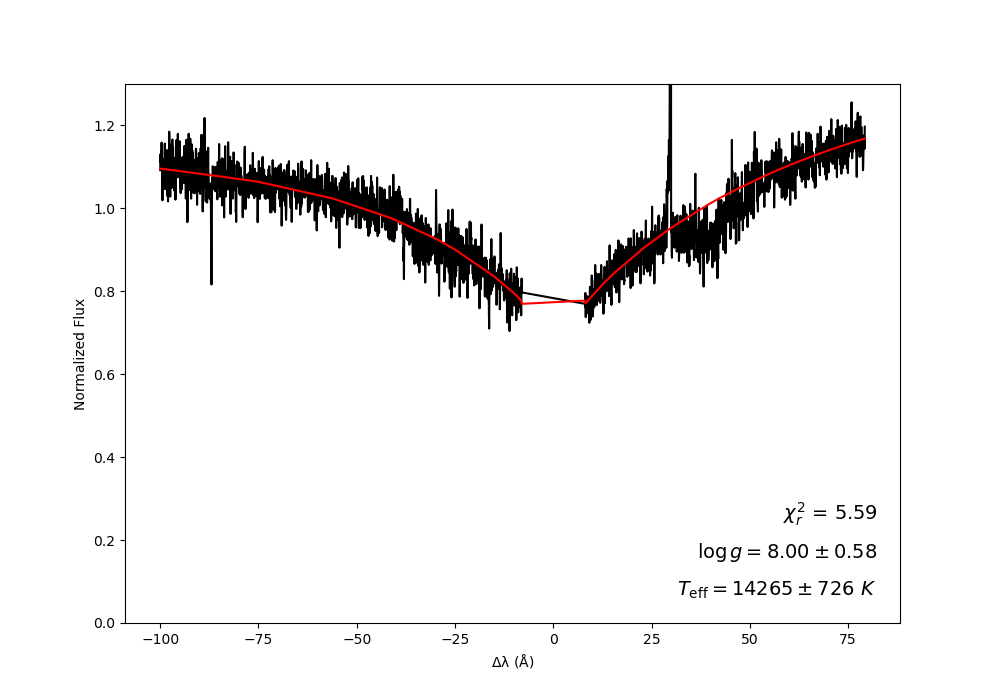 1.2
1.0
0.8
0.6
0.4
0.2
0.0
Normalized Flux
χ²ᵣ = 5.59
log g = 8.00 ± 0.58
T_eff = 14265 ± 726 K
−100 −75 −50 −25 0 25 50 75
Δλ (Å)